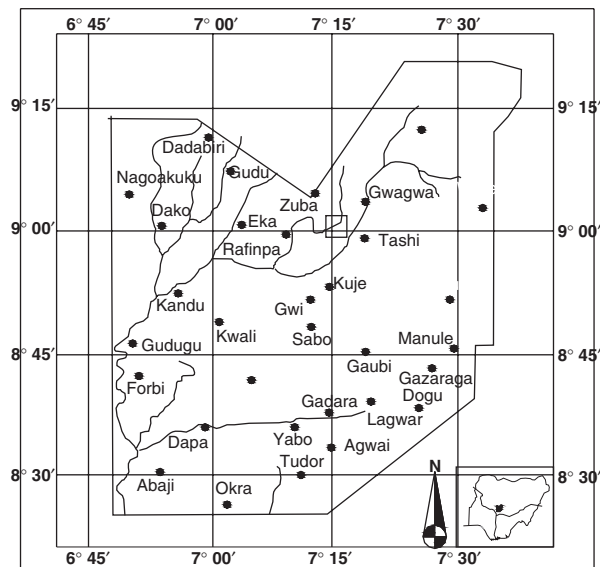 6° 45′ 7° 00′ 7° 15′ 7° 30′
9° 15′ 9° 15′
Dadabiri
Gudu
Nagoakuku
Zuba
Gwagwa
Dako
Eka
9° 00′ 9° 00′
Rafinpa
Tashi
Kuje
Kandu
Gwi
Kwali
Sabo
Manule
Gudugu
8° 45′ 8° 45′
Gaubi
Gazaraga
Forbi
Dogu
Gadara
Lagwar
Dapa
Yabo
Agwai
Tudor
N
8° 30′ 8° 30′
Abaji
Okra
6° 45′ 7° 00′ 7° 15′ 7° 30′